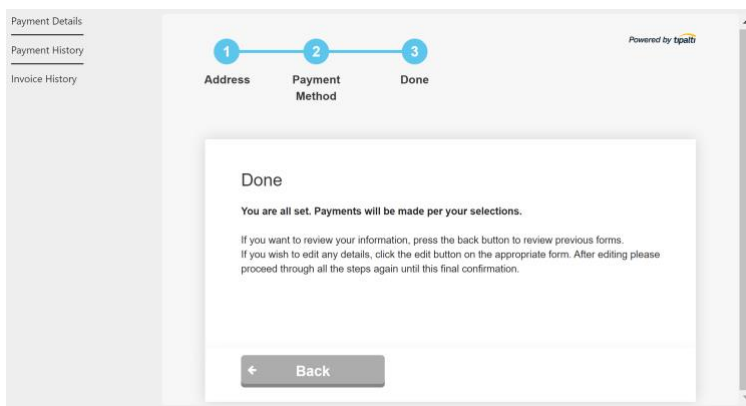 Payment Details
Payment History
Invoice History
Powered by tipalti
1
2
3
Address
Payment
Method
Done
Done
You are all set. Payments will be made per your selections.
If you want to review your information, press the back button to review previous forms.
If you wish to edit any details, click the edit button on the appropriate form. After editing please
proceed through all the steps again until this final confirmation.
Back